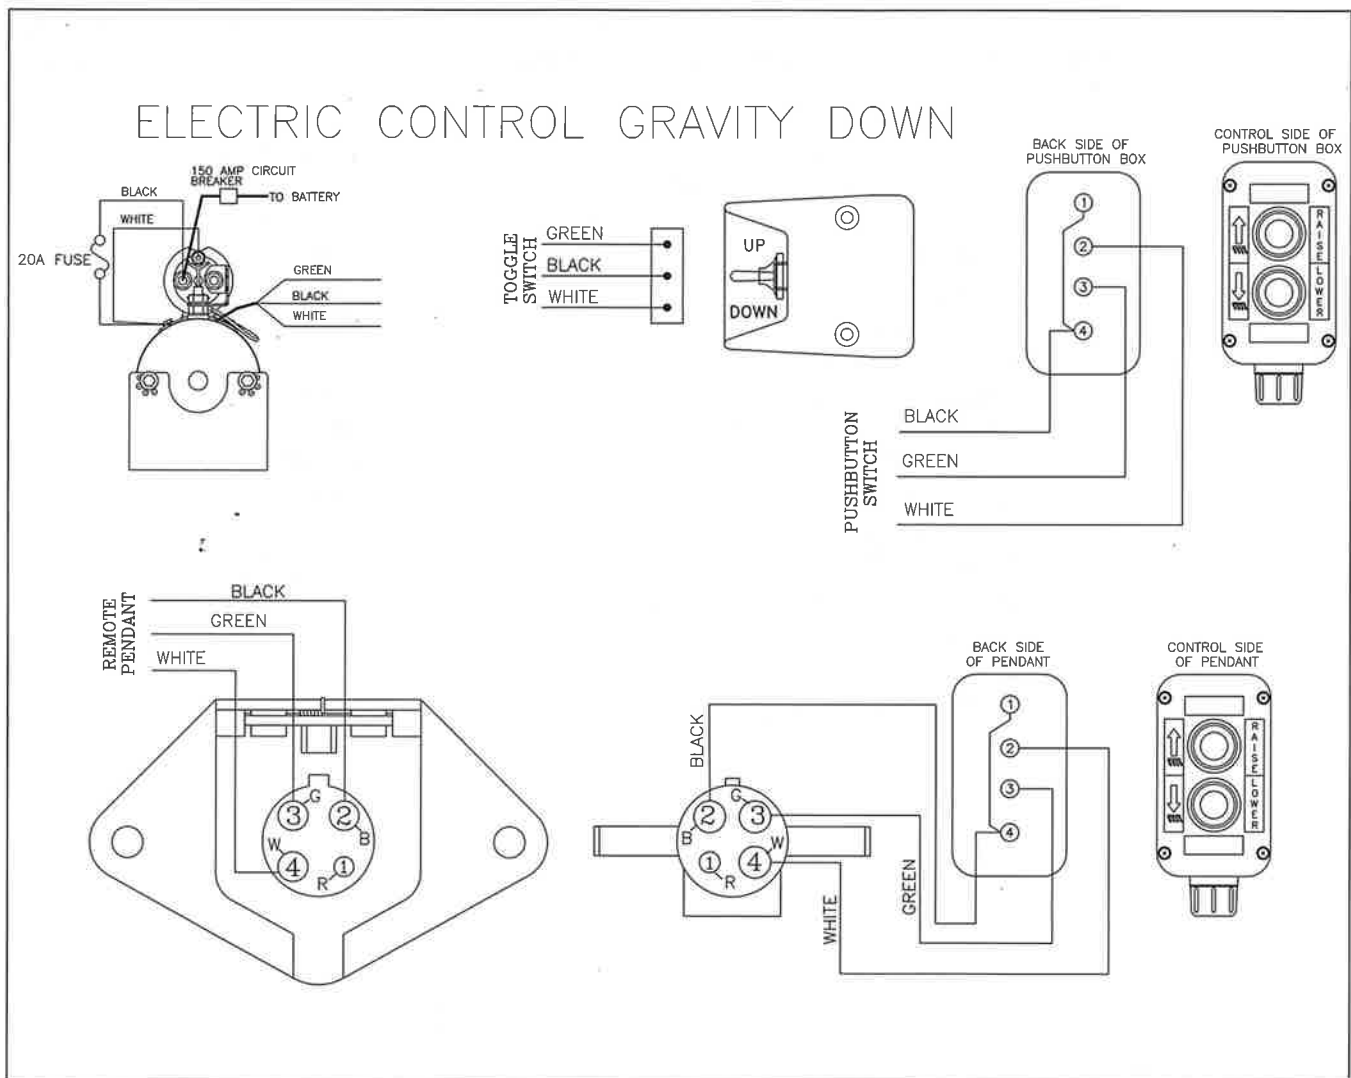 ELECTRIC CONTROL GRAVITY DOWN
150 AMP CIRCUIT
BREAKER
TO BATTERY
BLACK
WHITE
20A FUSE
GREEN
BLACK
WHITE
TOGGLE
SWITCH
GREEN
BLACK
WHITE
UP
DOWN
BACK SIDE OF
PUSHBUTTON BOX
1
2
3
4
CONTROL SIDE OF
PUSHBUTTON BOX
RAISE
LOWER
PUSHBUTTON
SWITCH
BLACK
GREEN
WHITE
REMOTE
PENDANT
BLACK
GREEN
WHITE
G
3
2
B
W
4
1
R
BLACK
G
2
3
B
W
1
4
R
WHITE
GREEN
BACK SIDE
OF PENDANT
1
2
3
4
CONTROL SIDE
OF PENDANT
RAISE
LOWER